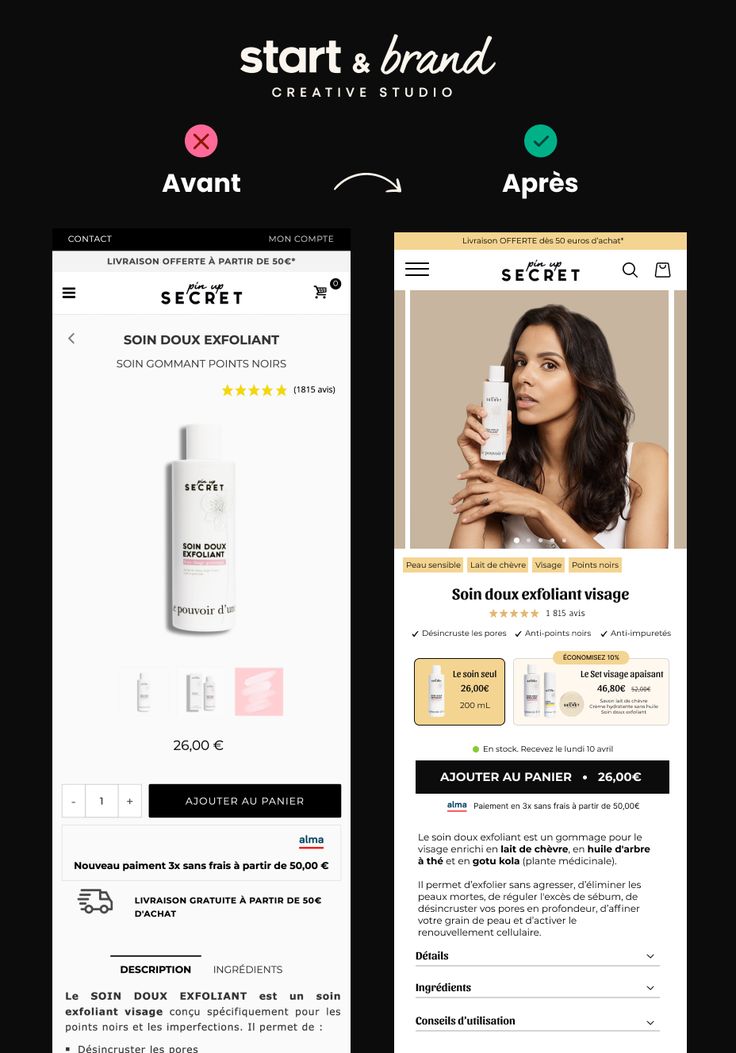 start & brand
CREATIVE STUDIO
Avant
Après
CONTACT
MON COMPTE
LIVRAISON OFFERTE À PARTIR DE 50€*
pin up
SECRET
0
SOIN DOUX EXFOLIANT
SOIN GOMMANT POINTS NOIRS
(1815 avis)
pin up
SECRET
SOIN DOUX
EXFOLIANT
e pouvoir d'un
26,00 €
-
1
+
AJOUTER AU PANIER
alma
Nouveau paiment 3x sans frais à partir de 50,00 €
LIVRAISON GRATUITE À PARTIR DE 50€
D'ACHAT
DESCRIPTION
INGRÉDIENTS
Le SOIN DOUX EXFOLIANT est un soin
exfoliant visage conçu spécifiquement pour les
points noirs et les imperfections. Il permet de :
▪ Désincruster les pores
Livraison OFFERTE dès 50 euros d'achat*
pin up
SECRET
SECRET
e pouvoir d'un
Peau sensible
Lait de chèvre
Visage
Points noirs
Soin doux exfoliant visage
1 815 avis
Désincruste les pores
Anti-points noirs
Anti-impuretés
Le soin seul
26,00€
200 mL
ÉCONOMISEZ 10%
Le Set visage apaisant
46,80€ 52,00€
Savon lait de chèvre
Crème hydratante sans huile
Soin doux exfoliant
En stock. Recevez le lundi 10 avril
AJOUTER AU PANIER • 26,00€
alma
Paiement en 3x sans frais à partir de 50,00€
Le soin doux exfoliant est un gommage pour le
visage enrichi en lait de chèvre, en huile d'arbre
à thé et en gotu kola (plante médicinale).
Il permet d'exfolier sans agresser, d'éliminer les
peaux mortes, de réguler l'excès de sébum, de
désincruster vos pores en profondeur, d'affiner
votre grain de peau et d'activer le
renouvellement cellulaire.
Détails
Ingrédients
Conseils d'utilisation